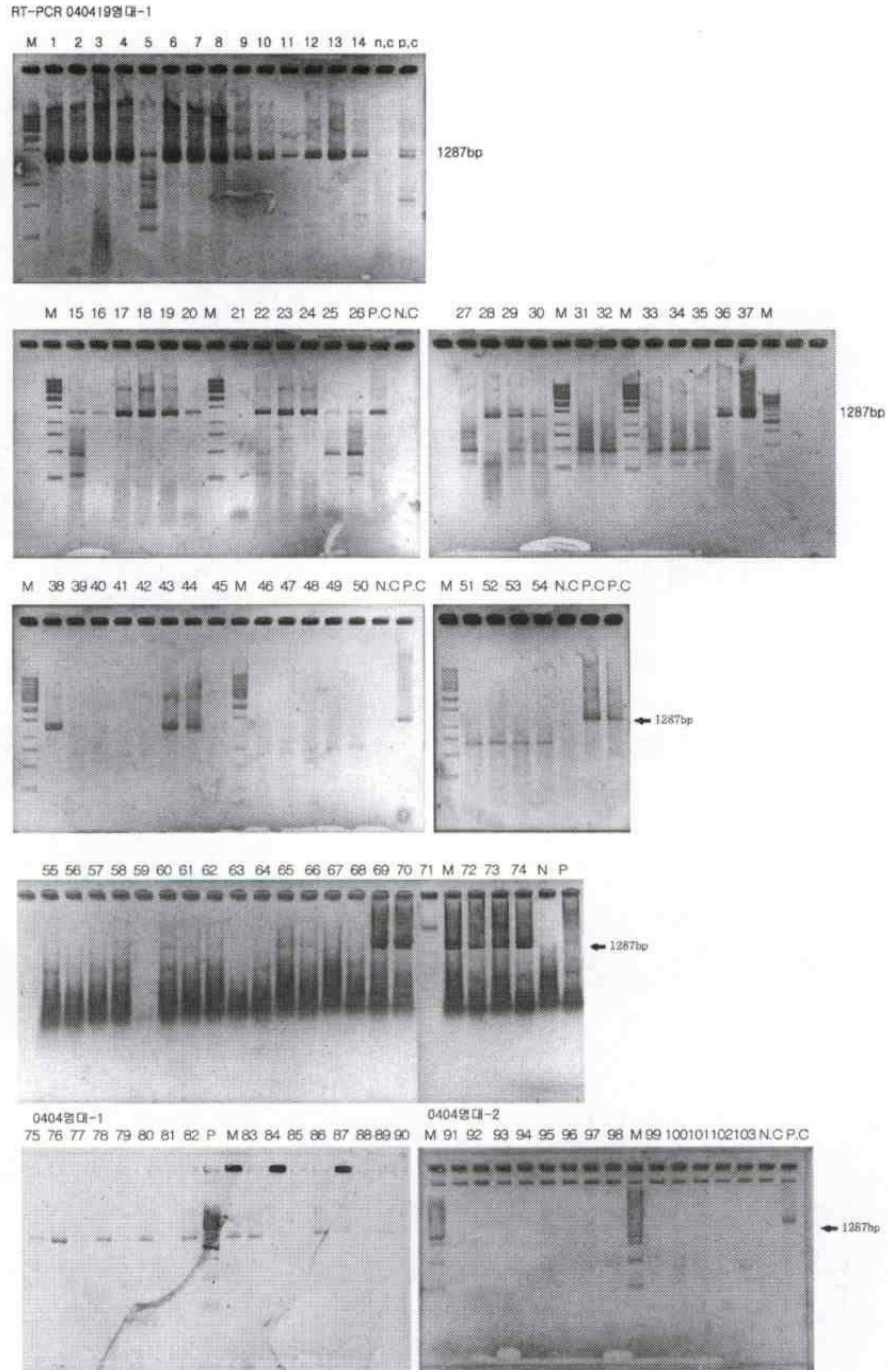 RT-PCR 040419영대-1
M 1 2 3 4 5 6 7 8 9 10 11 12 13 14 n,c p,c
1287bp
M 15 16 17 18 19 20 M 21 22 23 24 25 26 P.C N.C
27 28 29 30 M 31 32 M 33 34 35 36 37 M
1287bp
M 38 39 40 41 42 43 44 45 M 46 47 48 49 50 N.C P.C
M 51 52 53 54 N.C P.C P.C
1287bp
55 56 57 58 59 60 61 62 63 64 65 66 67 68 69 70 71 M 72 73 74 N P
1287bp
0404영대-1
75 76 77 78 79 80 81 82 P M 83 84 85 86 87 88 89 90
0404영대-2
M 91 92 93 94 95 96 97 98 M 99 100 101 102 103 N.C P.C
1287bp